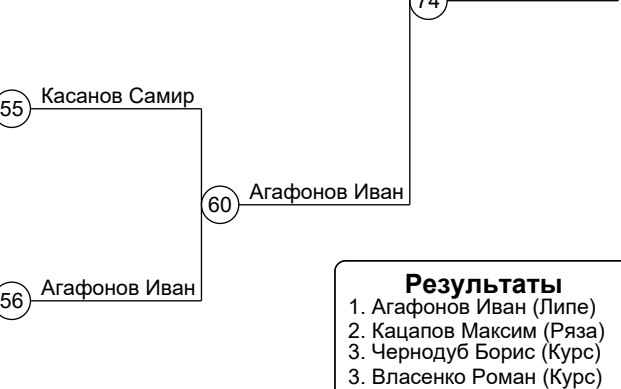 74
Касанов Самир
55
Агафонов Иван
60
Агафонов Иван
56
Результаты
1. Агафонов Иван (Липе)
2. Кацапов Максим (Ряза)
3. Чернодуб Борис (Курс)
3. Власенко Роман (Курс)